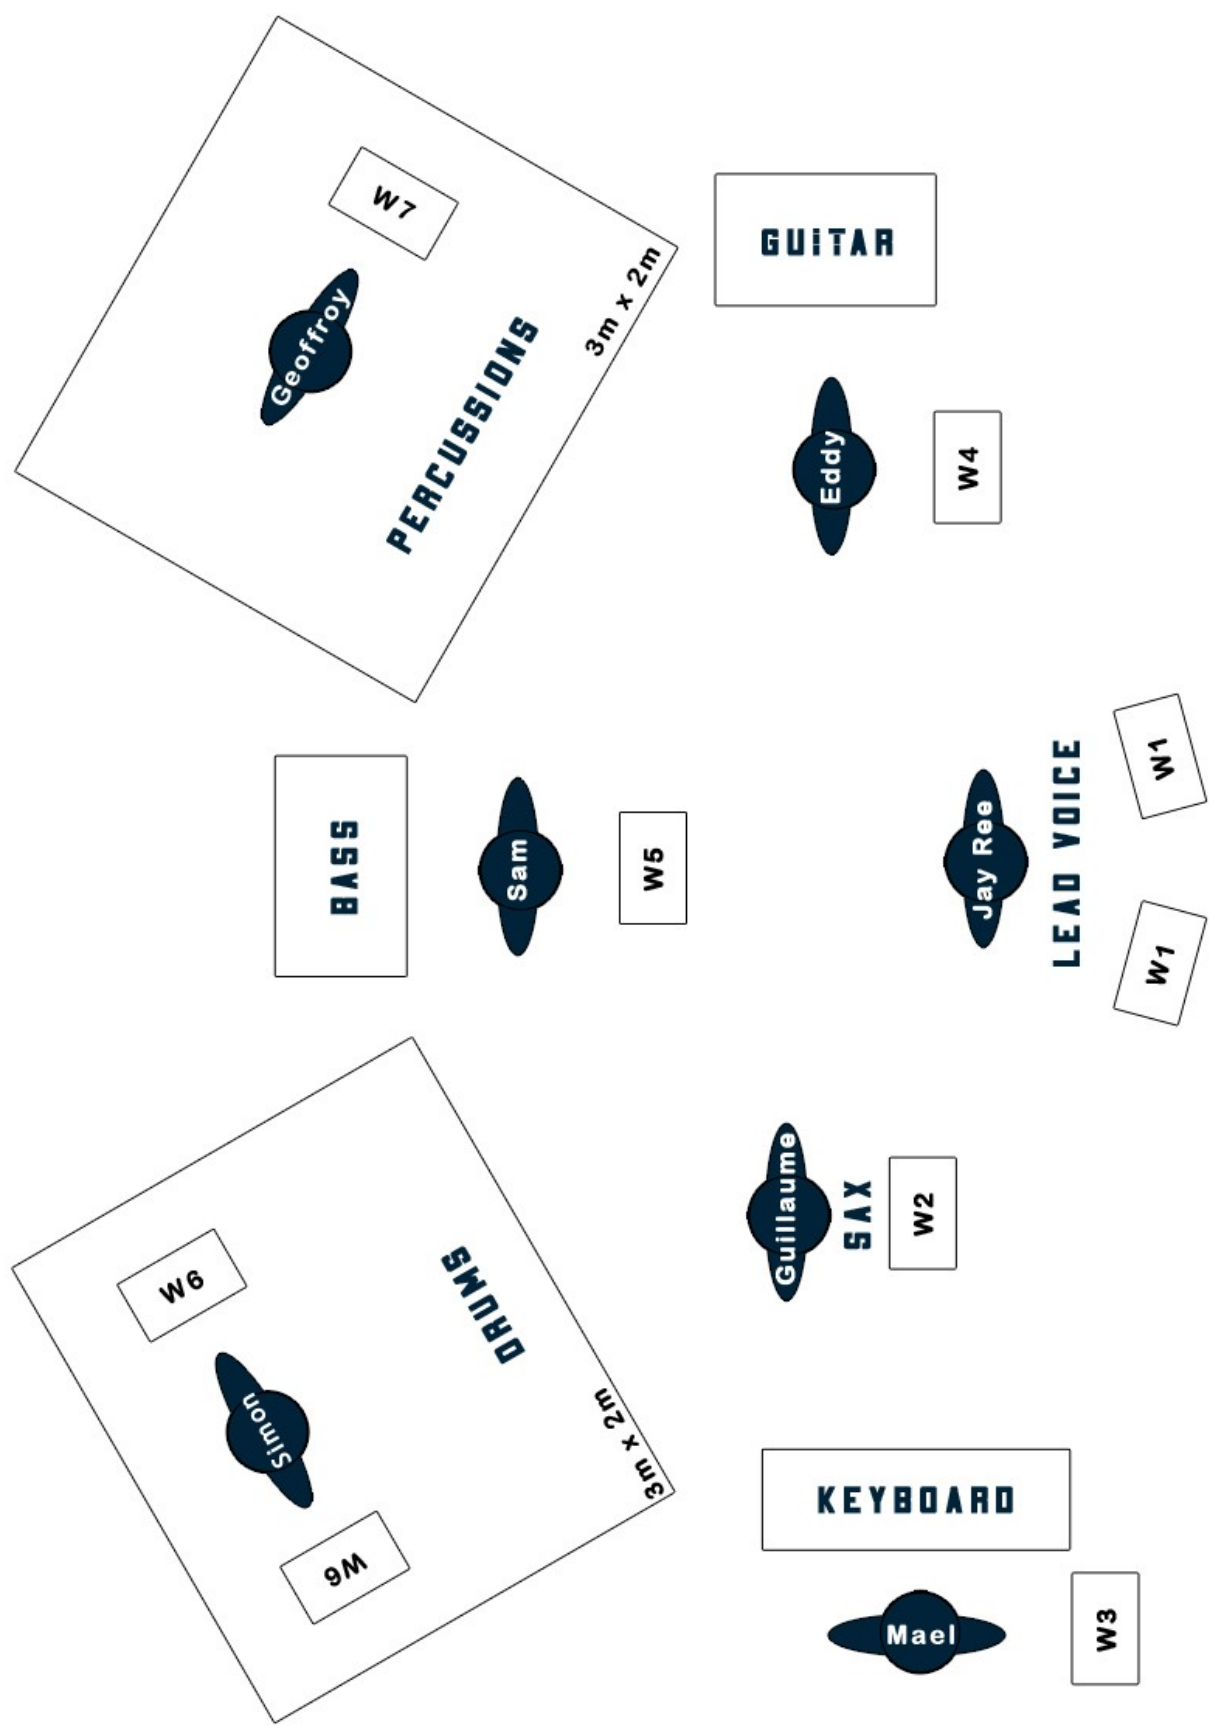 W7
Geoffroy
PERCUSSIONS
3m x 2m
GUITAR
Eddy
W4
BASS
Sam
W5
Jay Ree
LEAD VOICE
W1
W1
W6
Simon
W6
DRUMS
3m x 2m
Guillaume
SAX
W2
KEYBOARD
Mael
W3